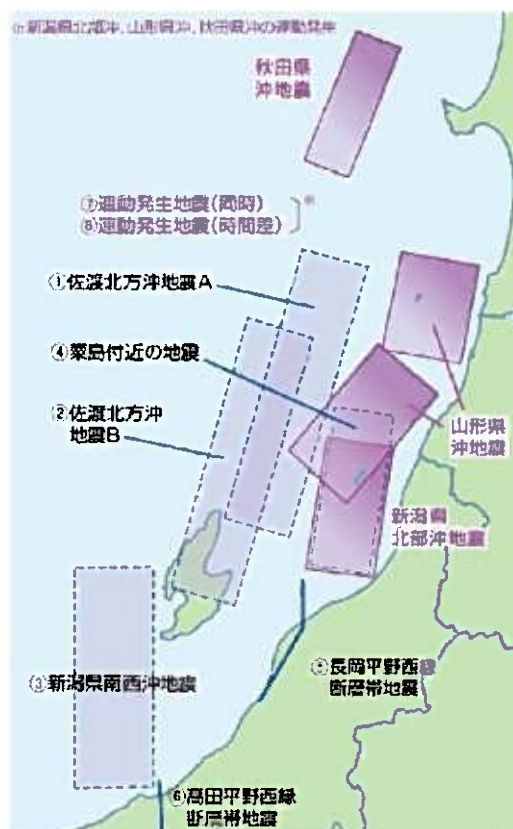 ※新潟県北部沖、山形県沖、秋田県沖の連動発生
秋田県
沖地震
⑦連動発生地震(同時)
⑧連動発生地震(時間差)
※
①佐渡北方沖地震A
④粟島付近の地震
②佐渡北方沖
地震B
山形県
沖地震
新潟県
北部沖地震
③新潟県南西沖地震
⑤長岡平野西縁
断層帯地震
⑥高田平野西縁
断層帯地震